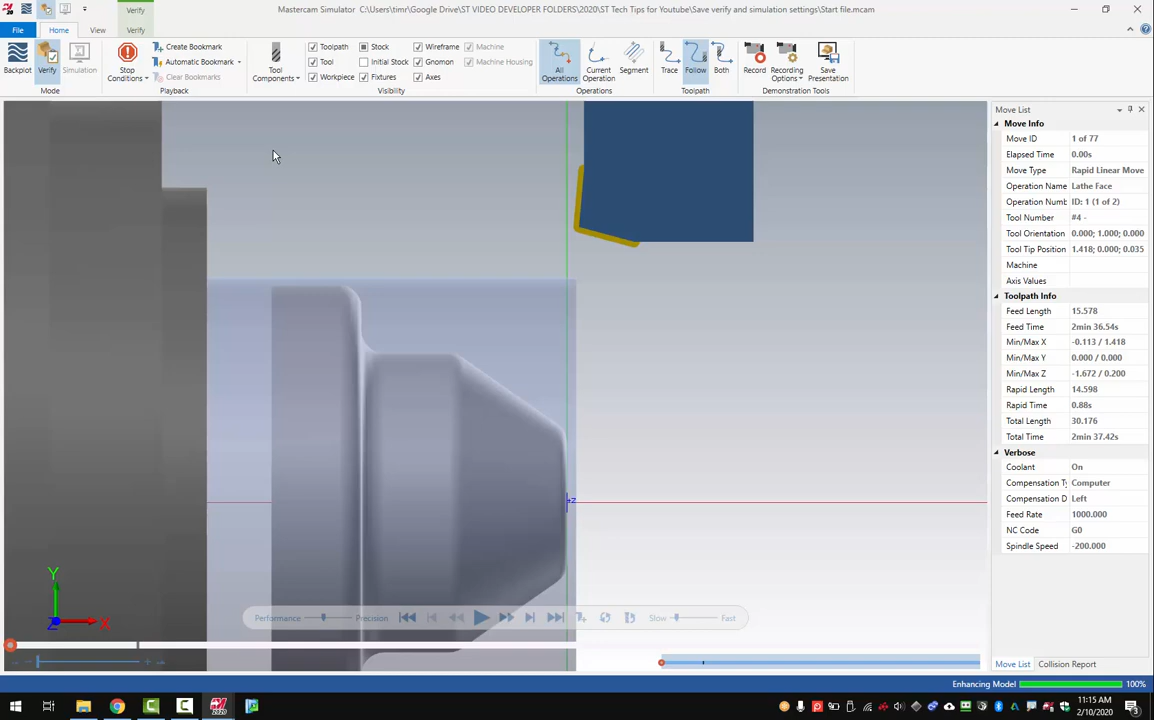 Verify
Mastercam Simulator C:\Users\timr\Google Drive\ST VIDEO DEVELOPER FOLDERS\2020\ST Tech Tips for Youtube\Save verify and simulation settings\Start file.mcam
File Home View Verify
Backplot Verify Simulation
Mode
Stop Conditions
Create Bookmark
Automatic Bookmark
Clear Bookmarks
Playback
Tool Components
Toolpath Stock Wireframe Machine
Tool Initial Stock Gnomon Machine Housing
Workpiece Fixtures Axes
Visibility
All Operations Current Operation Segment
Operations
Trace Follow Both
Toolpath
Record Recording Options Save Presentation
Demonstration Tools
Move List
Move Info
Move ID 1 of 77
Elapsed Time 0.00s
Move Type Rapid Linear Move
Operation Name Lathe Face
Operation Numb ID: 1 (1 of 2)
Tool Number #4 -
Tool Orientation 0.000; 1.000; 0.000
Tool Tip Position 1.418; 0.000; 0.035
Machine
Axis Values
Toolpath Info
Feed Length 15.578
Feed Time 2min 36.54s
Min/Max X -0.113 / 1.418
Min/Max Y 0.000 / 0.000
Min/Max Z -1.672 / 0.200
Rapid Length 14.598
Rapid Time 0.88s
Total Length 30.176
Total Time 2min 37.42s
Verbose
Coolant On
Compensation Ty Computer
Compensation D Left
Feed Rate 1000.000
NC Code G0
Spindle Speed -200.000
+Z
Y
Z X
Performance Precision Slow Fast
Move List Collision Report
Enhancing Model 100%
11:15 AM
2/10/2020